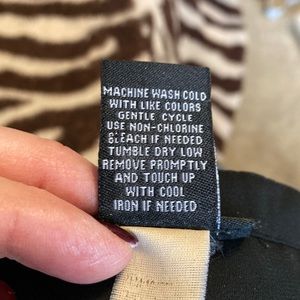 MACHINE WASH COLD
WITH LIKE COLORS
GENTLE CYCLE
USE NON-CHLORINE
BLEACH IF NEEDED
TUMBLE DRY LOW
REMOVE PROMPTLY
AND TOUCH UP
WITH COOL
IRON IF NEEDED